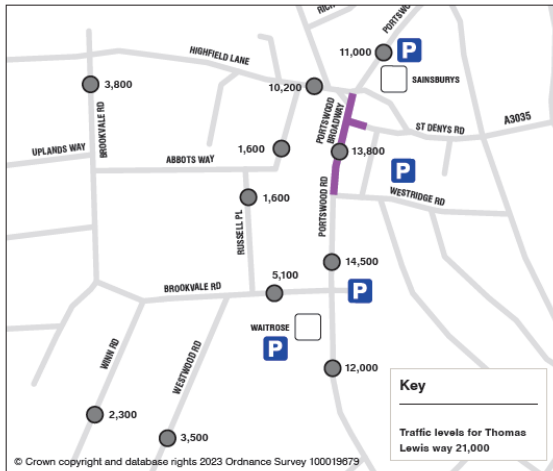 RICH
PORTSWOOD
11,000
P
SAINSBURYS
HIGHFIELD LANE
3,800
10,200
PORTSWOOD
BROADWAY
ST DENYS RD
A3035
BROOKVALE RD
UPLANDS WAY
ABBOTS WAY
1,600
13,800
P
1,600
RUSSELL PL
PORTSWOOD RD
WESTRIDGE RD
14,500
5,100
BROOKVALE RD
P
WAITROSE
P
WINN RD
WESTWOOD RD
12,000
2,300
3,500
Key
Traffic levels for Thomas
Lewis way 21,000
© Crown copyright and database rights 2023 Ordnance Survey 100019679